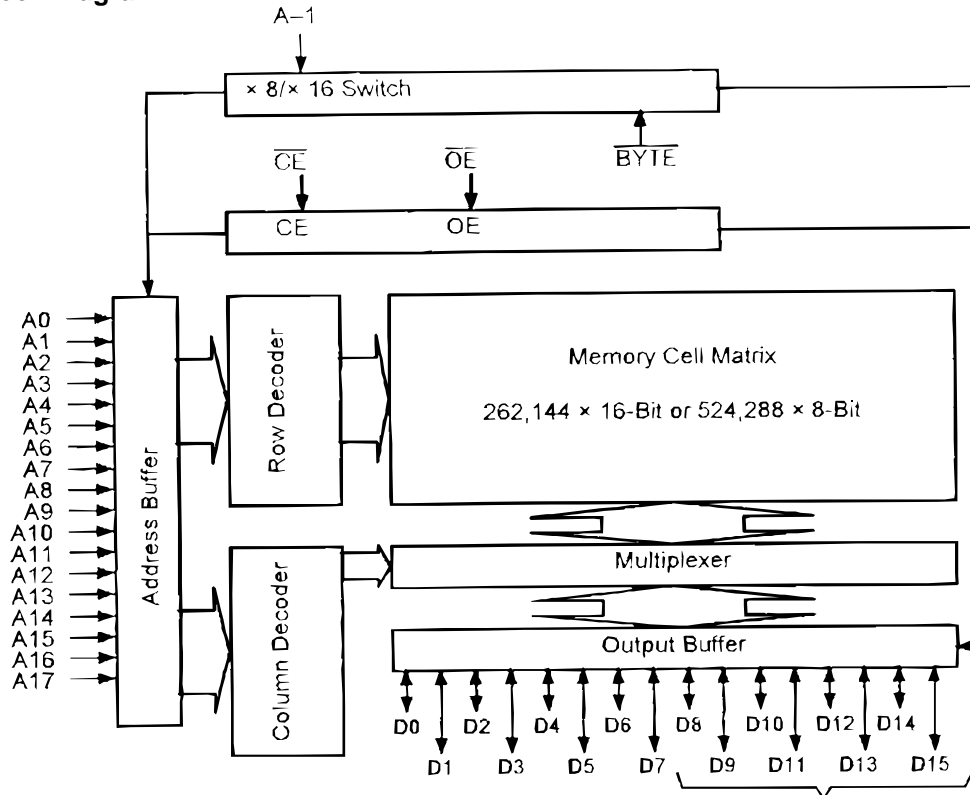 A−1
× 8/× 16 Switch
CE
OE
BYTE
CE
OE
A0
A1
A2
A3
A4
A5
A6
A7
A8
A9
A10
A11
A12
A13
A14
A15
A16
A17
Address Buffer
Row Decoder
Column Decoder
Memory Cell Matrix
262,144 × 16-Bit or 524,288 × 8-Bit
Multiplexer
Output Buffer
D0 D2 D4 D6 D8 D10 D12 D14
D1 D3 D5 D7 D9 D11 D13 D15